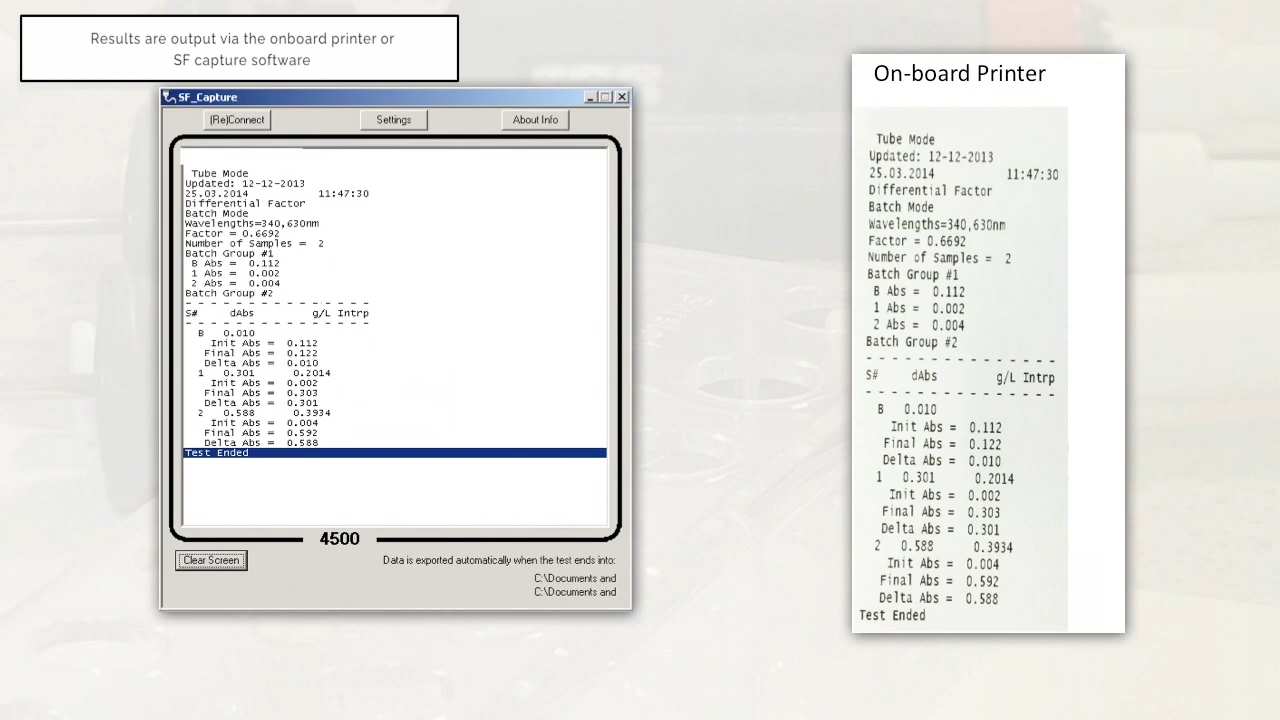 Results are output via the onboard printer or
SF capture software
SF_Capture
(Re)Connect
Settings
About Info
Tube Mode
Updated: 12-12-2013
25.03.2014 11:47:30
Differential Factor
Batch Mode
Wavelengths=340,630nm
Factor = 0.6692
Number of Samples = 2
Batch Group #1
B Abs = 0.112
1 Abs = 0.002
2 Abs = 0.004
Batch Group #2
- - - - - - - - - - - - - - - -
S# dAbs g/L Intrp
- - - - - - - - - - - - - - - -
B 0.010
Init Abs = 0.112
Final Abs = 0.122
Delta Abs = 0.010
1 0.301 0.2014
Init Abs = 0.002
Final Abs = 0.303
Delta Abs = 0.301
2 0.588 0.3934
Init Abs = 0.004
Final Abs = 0.592
Delta Abs = 0.588
Test Ended
4500
Clear Screen
Data is exported automatically when the test ends into:
C:\Documents and
C:\Documents and
On-board Printer
Tube Mode
Updated: 12-12-2013
25.03.2014 11:47:30
Differential Factor
Batch Mode
Wavelengths=340,630nm
Factor = 0.6692
Number of Samples = 2
Batch Group #1
B Abs = 0.112
1 Abs = 0.002
2 Abs = 0.004
Batch Group #2
- - - - - - - - - - - - - - - -
S# dAbs g/L Intrp
- - - - - - - - - - - - - - - -
B 0.010
Init Abs = 0.112
Final Abs = 0.122
Delta Abs = 0.010
1 0.301 0.2014
Init Abs = 0.002
Final Abs = 0.303
Delta Abs = 0.301
2 0.588 0.3934
Init Abs = 0.004
Final Abs = 0.592
Delta Abs = 0.588
Test Ended